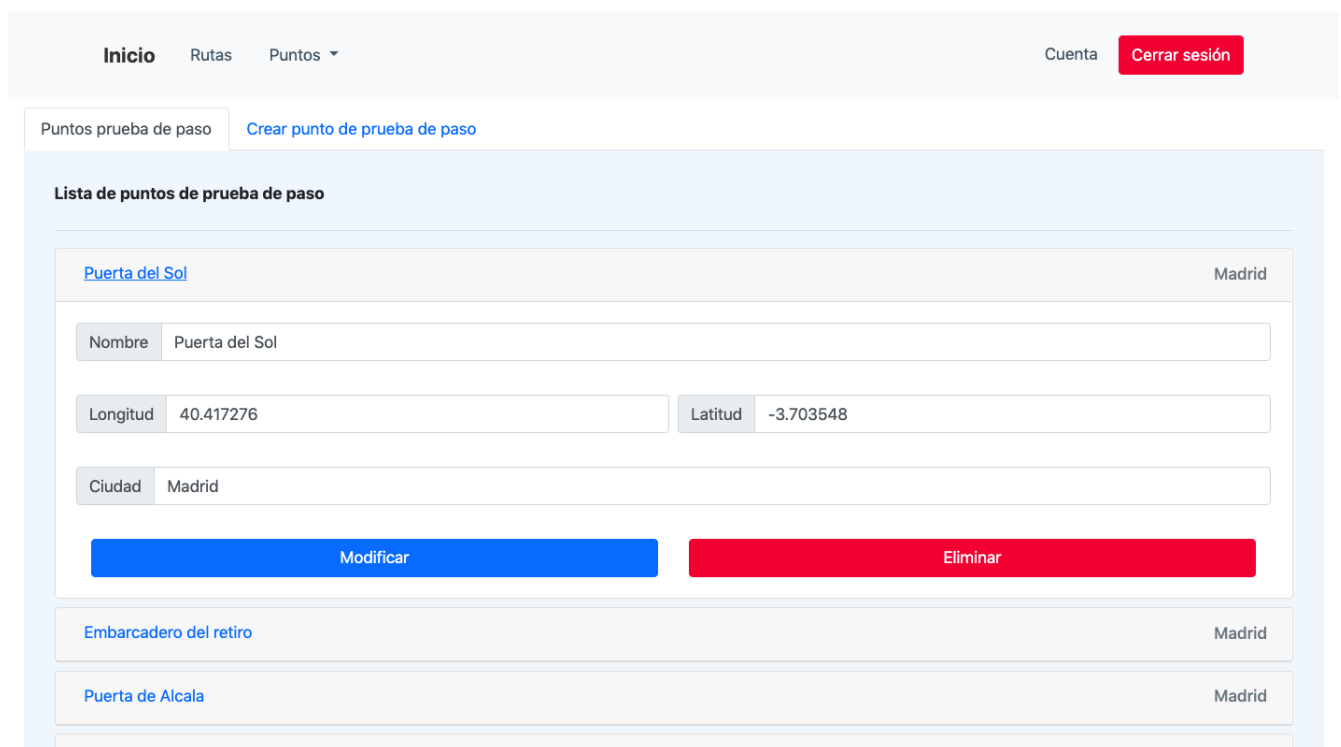 Inicio Rutas Puntos Cuenta Cerrar sesión
Puntos prueba de paso Crear punto de prueba de paso
Lista de puntos de prueba de paso
Puerta del Sol Madrid
Nombre Puerta del Sol
Longitud 40.417276 Latitud -3.703548
Ciudad Madrid
Modificar Eliminar
Embarcadero del retiro Madrid
Puerta de Alcala Madrid